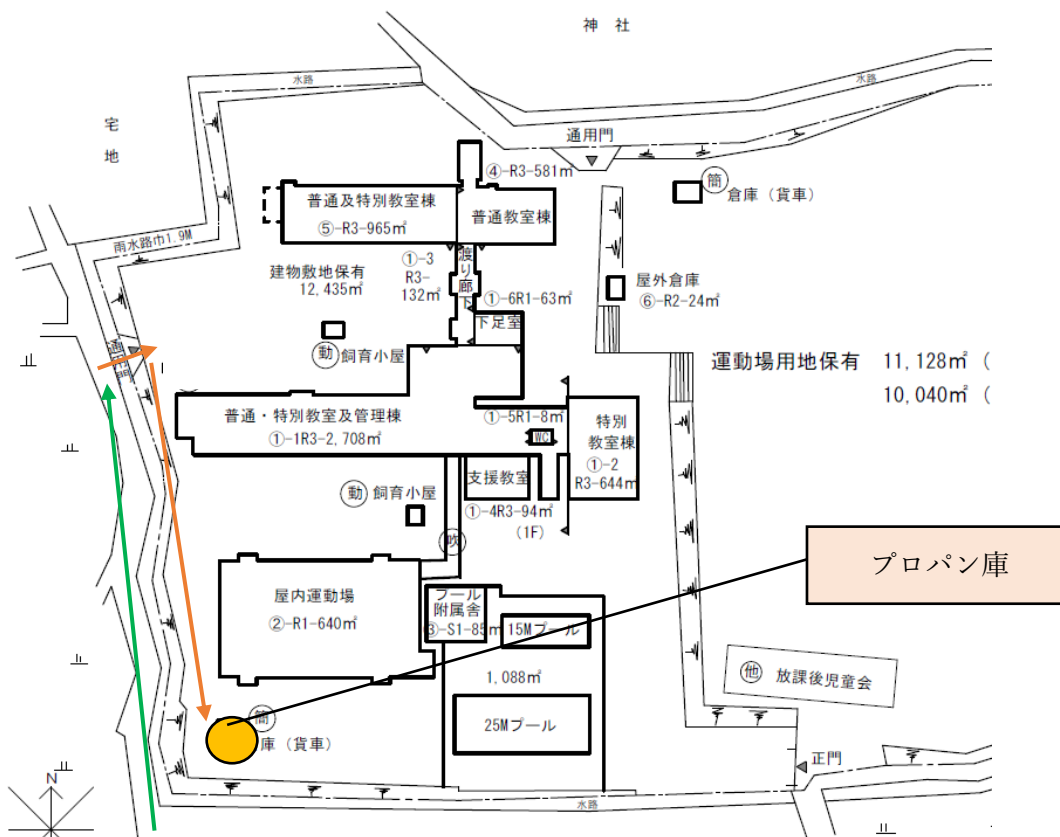 神 社
水路
水路
宅
地
通用門
④-R3-581㎡
簡
倉庫（貨車）
普通及特別教室棟
⑤-R3-965㎡
普通教室棟
雨水路巾1.9M
建物敷地保有
12,435㎡
①-3
R3-
132㎡
渡り廊下
①-6R1-63㎡
下足室
屋外倉庫
⑥-R2-24㎡
動 飼育小屋
運動場用地保有 11,128㎡（
10,040㎡（
普通・特別教室及管理棟
①-1R3-2,708㎡
①-5R1-8㎡
WC
特別
教室棟
①-2
R3-644㎡
支援教室
①-4R3-94㎡
(1F)
動 飼育小屋
吹
プロパン庫
屋内運動場
②-R1-640㎡
プール
附属舎
③-S1-85㎡
15Mプール
1,088㎡
25Mプール
他 放課後児童会
簡
庫（貨車）
正門
N
水路